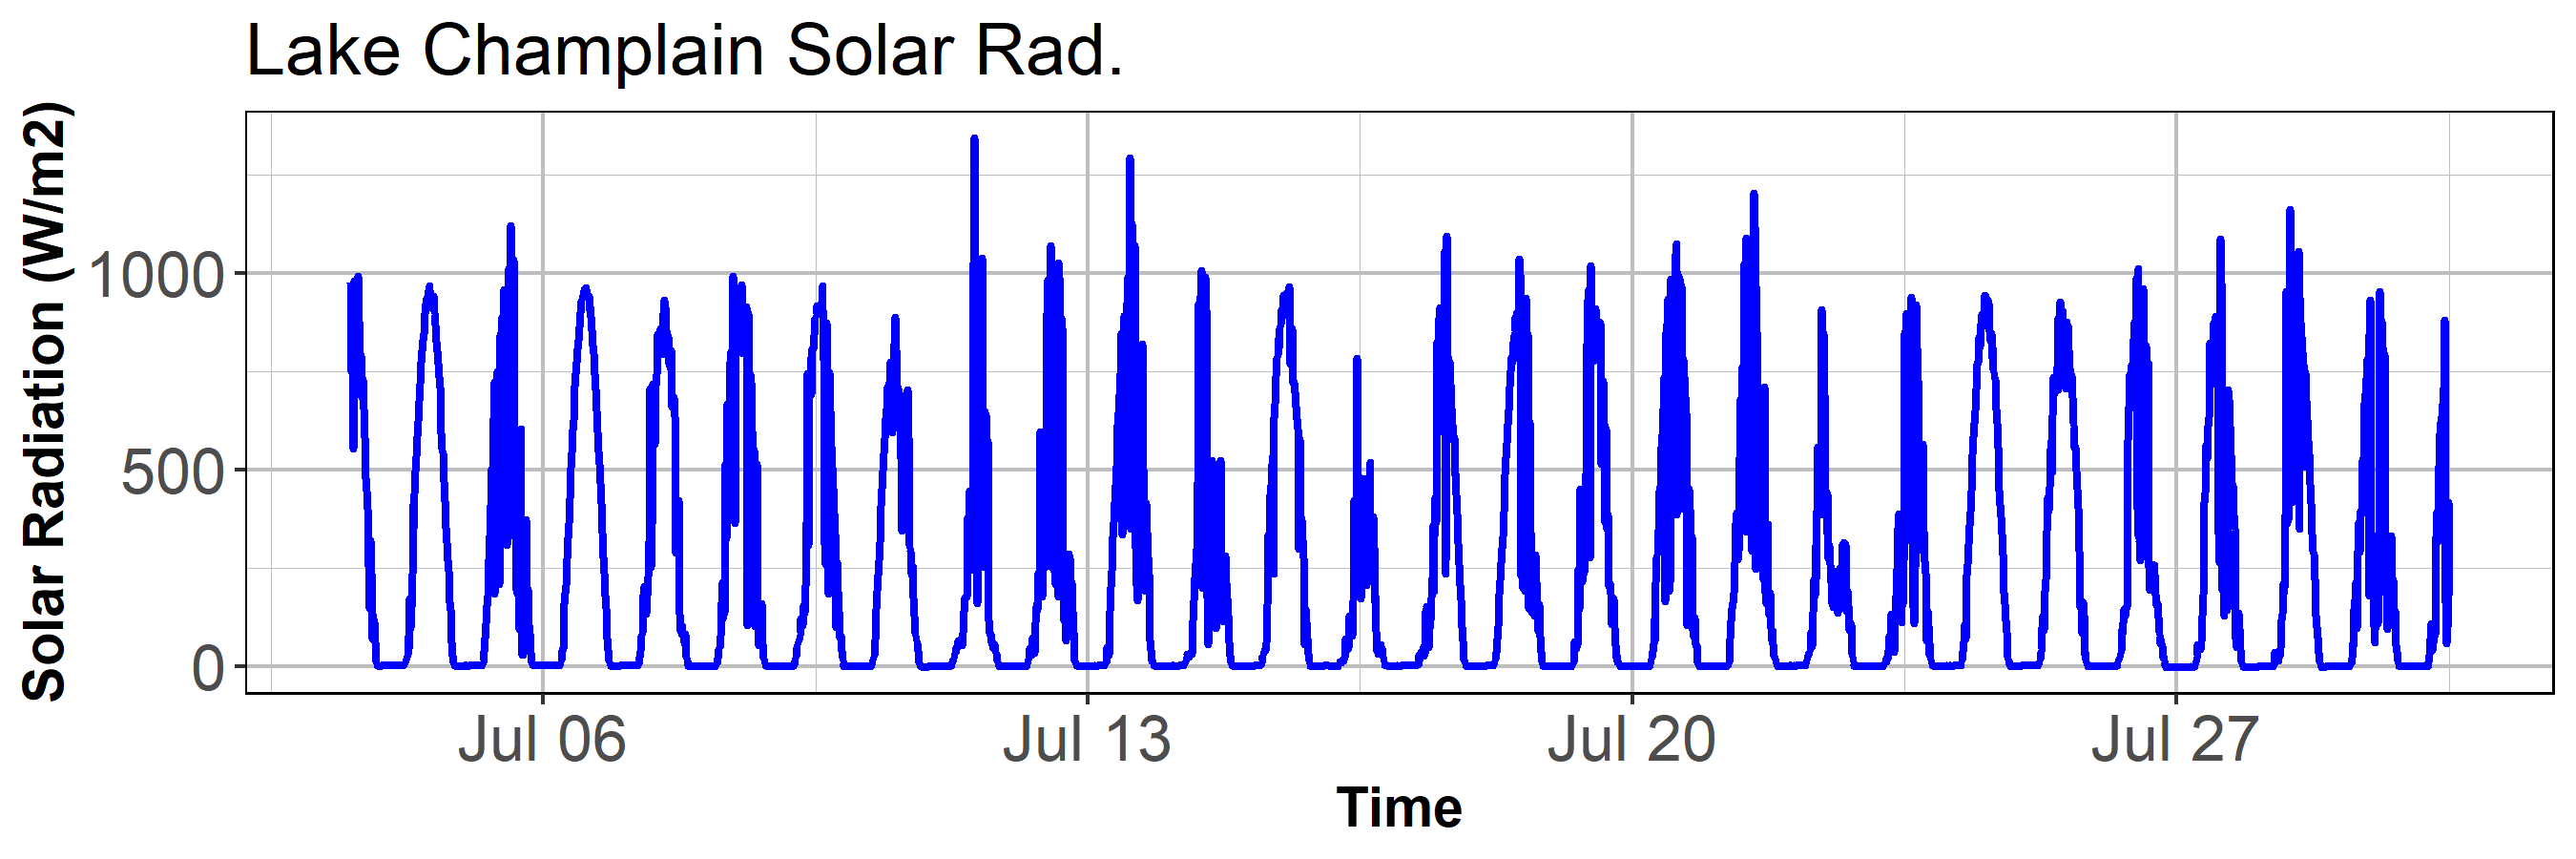 Lake Champlain Solar Rad.
Solar Radiation (W/m2)
1000
500
0
Jul 06 Jul 13 Jul 20 Jul 27
Time